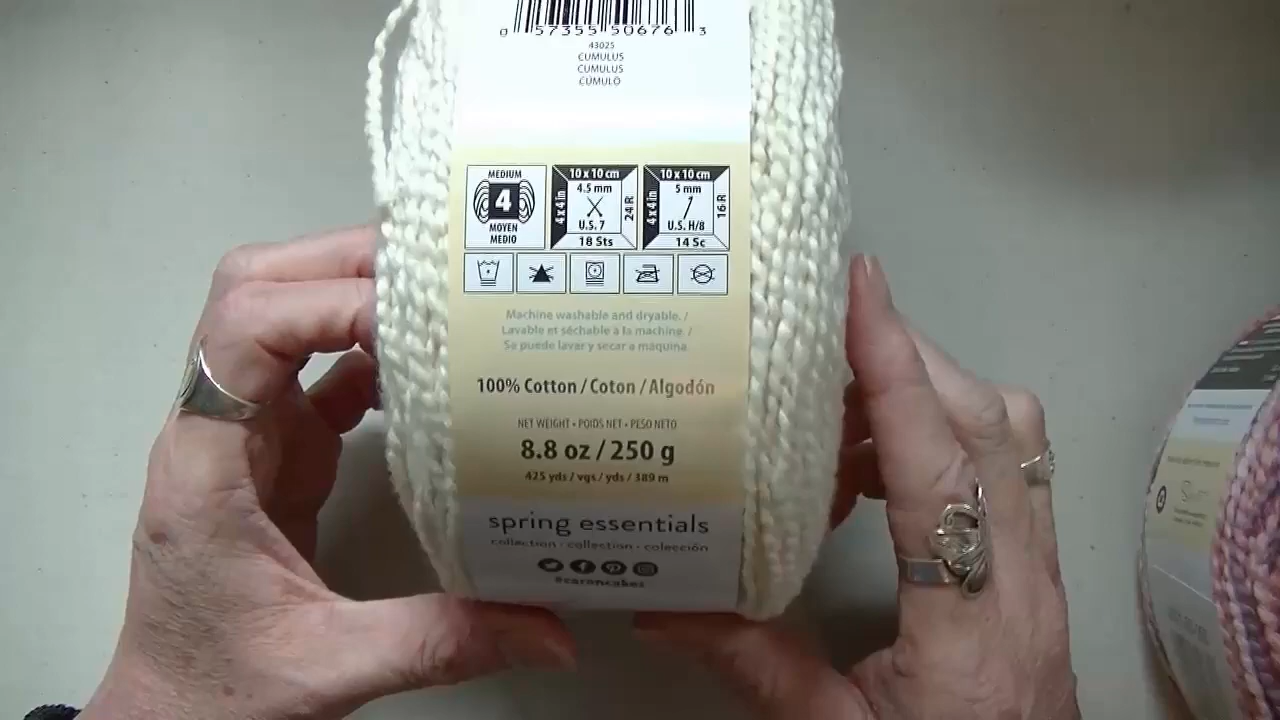 0 57355 50676 3
43025
CUMULUS
CUMULUS
CÚMULO
MEDIUM
4
MOYEN
MEDIO
10 x 10 cm
4 x 4 in
4.5 mm
24 R
U.S. 7
18 Sts
10 x 10 cm
4 x 4 in
5 mm
16 R
U.S. H/8
14 Sc
Machine washable and dryable. /
Lavable et séchable à la machine. /
Se puede lavar y secar a máquina.
100% Cotton / Coton / Algodón
NET WEIGHT • POIDS NET • PESO NETO
8.8 oz / 250 g
425 yds / vgs / yds / 389 m
spring essentials
collection · collection · colección
#caroncakes